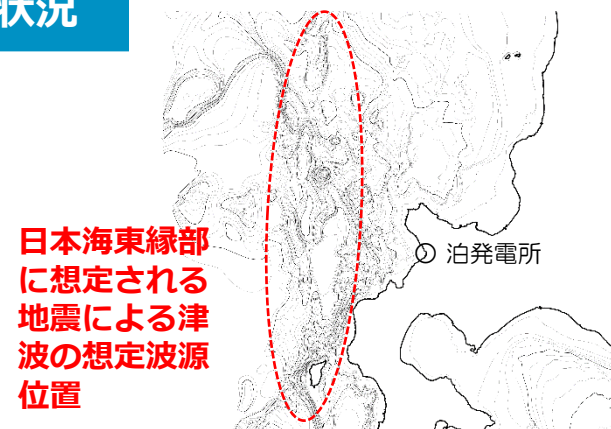 状況
泊発電所
日本海東縁部
に想定される
地震による津
波の想定波源
位置